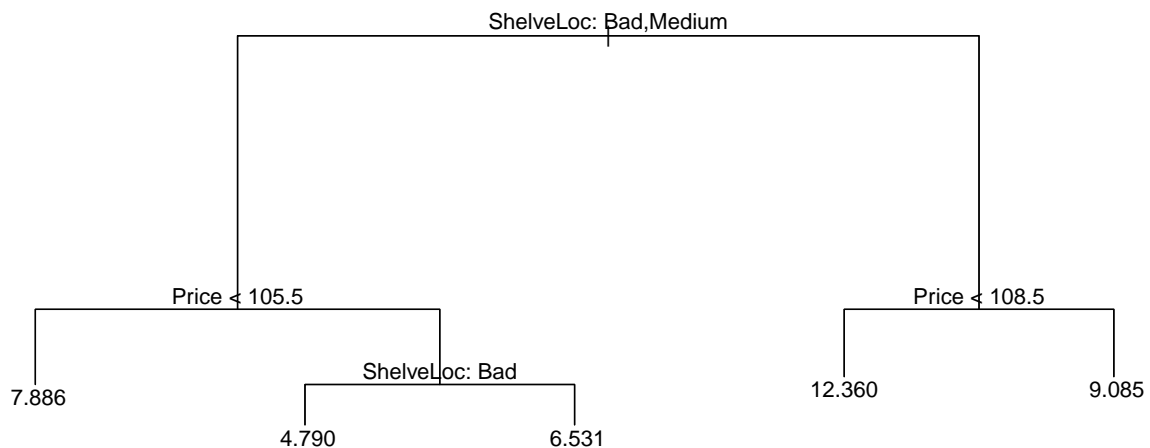 ShelveLoc: Bad,Medium
Price < 105.5
Price < 108.5
ShelveLoc: Bad
7.886
12.360
9.085
4.790
6.531